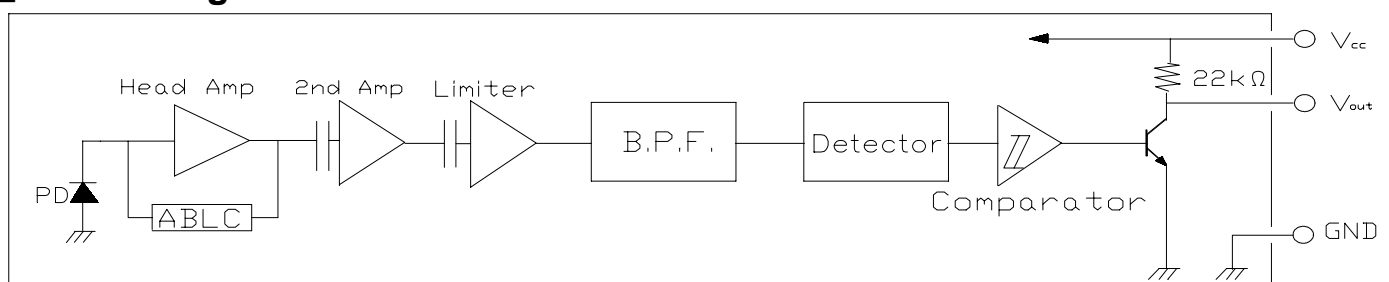 Vcc
22kΩ
Head Amp
2nd Amp
Limiter
Vout
B.P.F.
Detector
PD
Comparator
ABLC
GND